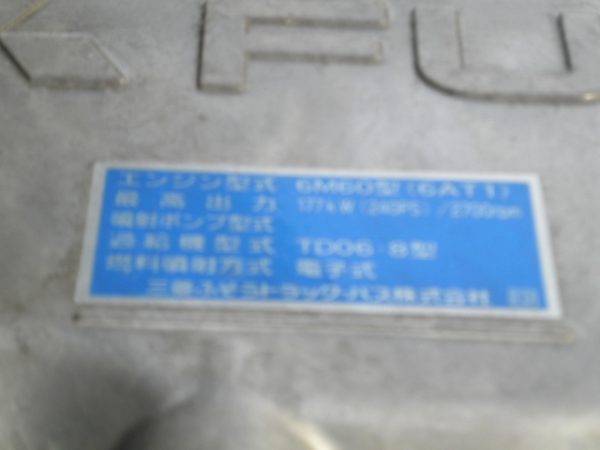 FU
エンジン型式 6M60型(6AT1)
最高出力 177kW(240PS)/2700rpm
噴射ポンプ型式
過給機型式 TD06-8型
燃料噴射方式 電子式
三菱ふそうトラック・バス株式会社